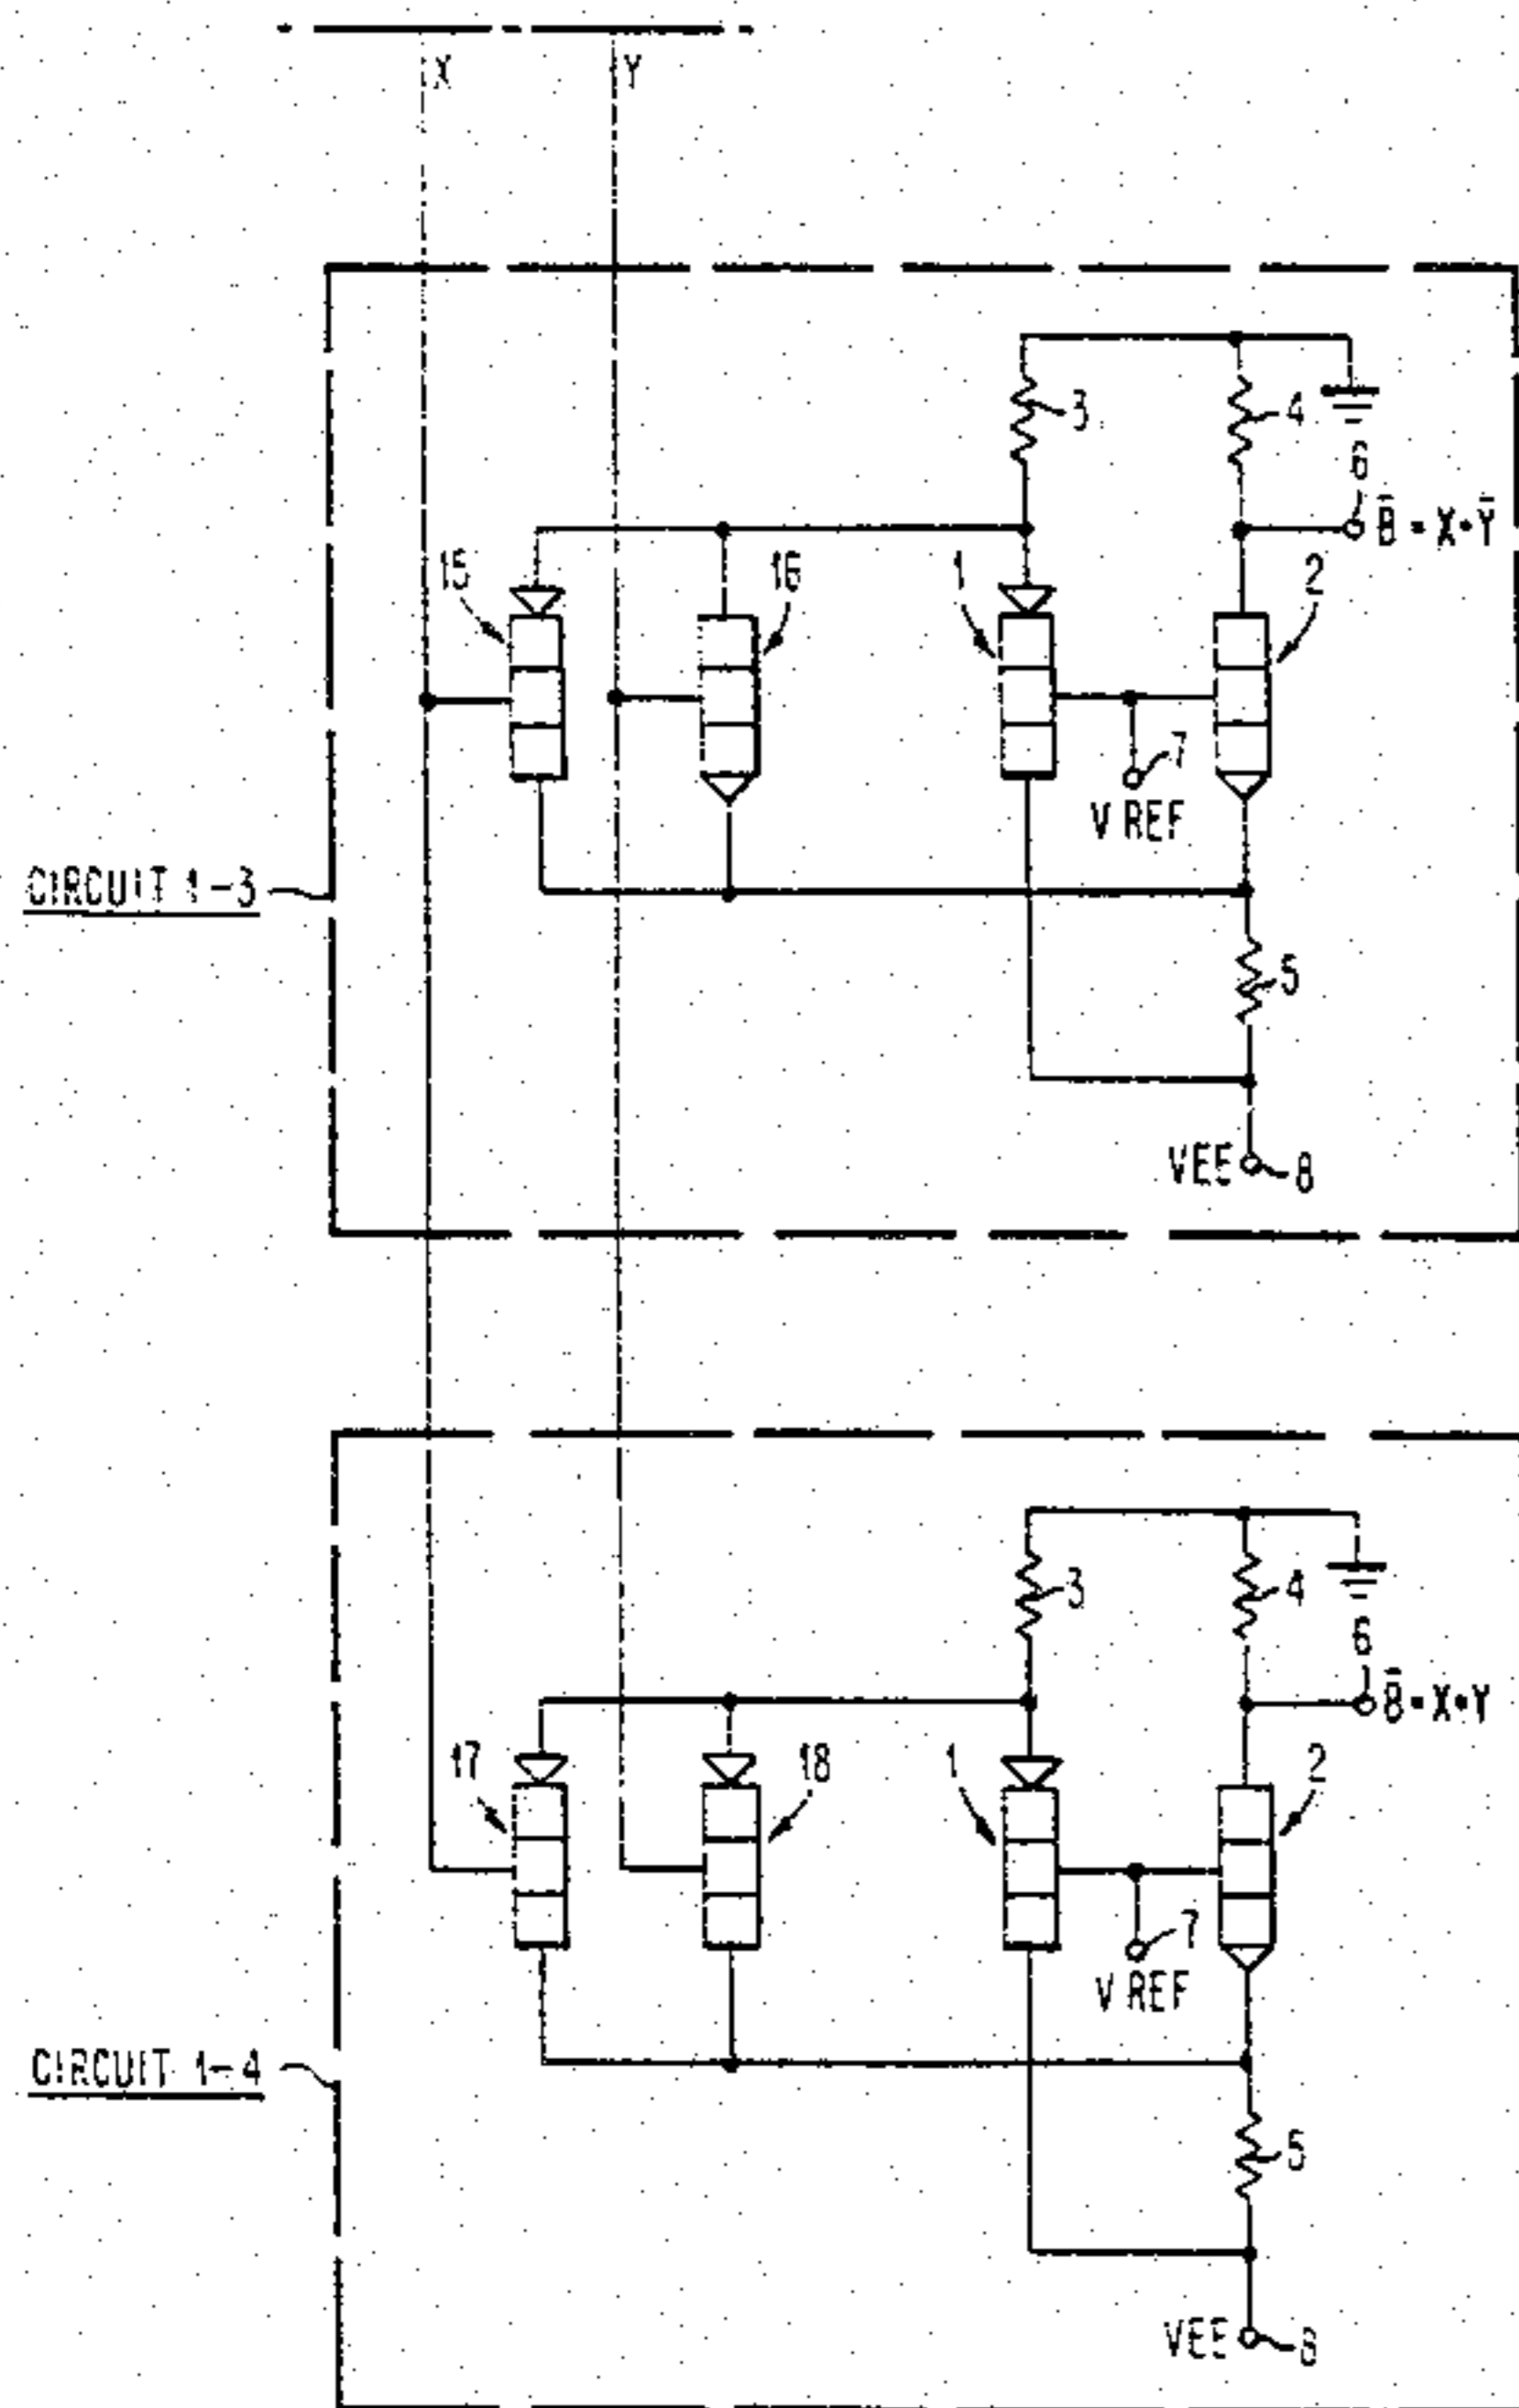 X Y
3 4
6
B̄ = X•Ȳ
15 16 1 2
7
V REF
CIRCUIT 1-3
5
VEE 8
3 4
6
B̄ = X•Y
17 18 1 2
7
V REF
CIRCUIT 1-4
5
VEE 8